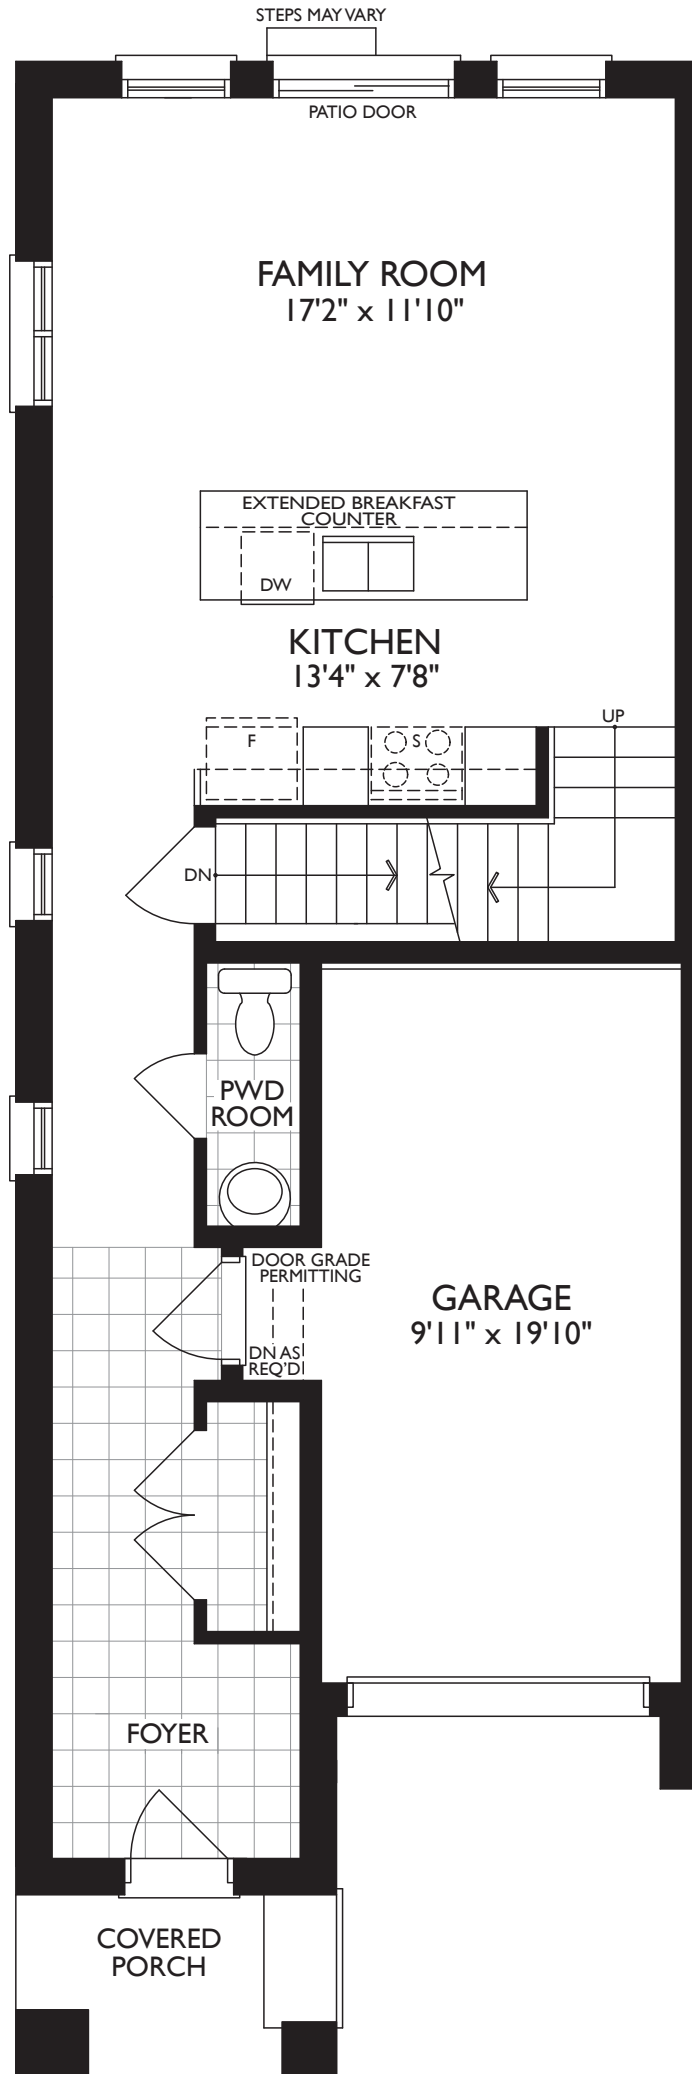 STEPS MAY VARY
PATIO DOOR
FAMILY ROOM
17'2" x 11'10"
EXTENDED BREAKFAST
COUNTER
DW
KITCHEN
13'4" x 7'8"
UP
F
S
DN
PWD
ROOM
DOOR GRADE
PERMITTING
GARAGE
9'11" x 19'10"
DN AS
REQ'D
FOYER
COVERED
PORCH